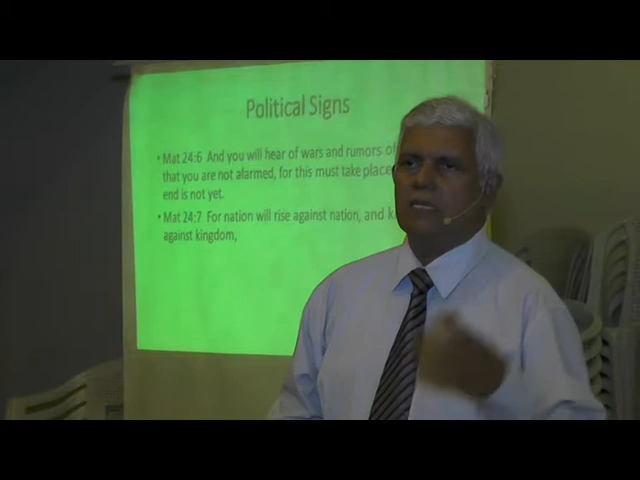 Political Signs
• Mat 24:6 And you will hear of wars and rumors of
that you are not alarmed, for this must take place
end is not yet.
• Mat 24:7 For nation will rise against nation, and
against kingdom,